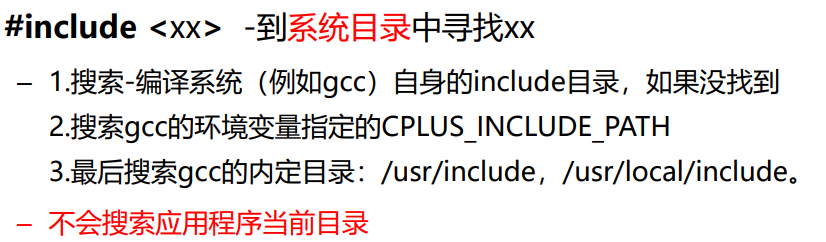 #include <xx> -到系统目录中寻找xx
– 1.搜索-编译系统（例如gcc）自身的include目录，如果没找到
2.搜索gcc的环境变量指定的CPLUS_INCLUDE_PATH
3.最后搜索gcc的内定目录：/usr/include，/usr/local/include。
– 不会搜索应用程序当前目录